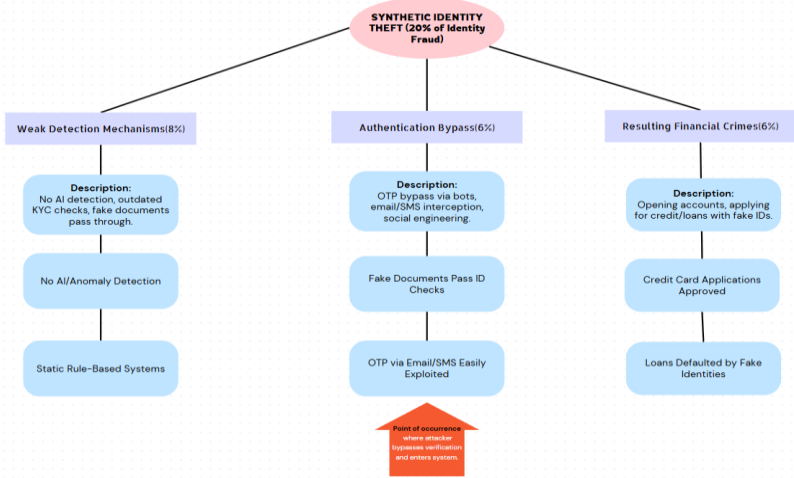 SYNTHETIC IDENTITY
THEFT (20% of Identity
Fraud)
Weak Detection Mechanisms(8%)
Description:
No AI detection, outdated
KYC checks, fake documents
pass through.
No AI/Anomaly Detection
Static Rule-Based Systems
Authentication Bypass(6%)
Description:
OTP bypass via bots,
email/SMS interception,
social engineering.
Fake Documents Pass ID
Checks
OTP via Email/SMS Easily
Exploited
Point of occurrence
where attacker
bypasses verification
and enters system.
Resulting Financial Crimes(6%)
Description:
Opening accounts, applying
for credit/loans with fake IDs.
Credit Card Applications
Approved
Loans Defaulted by Fake
Identities